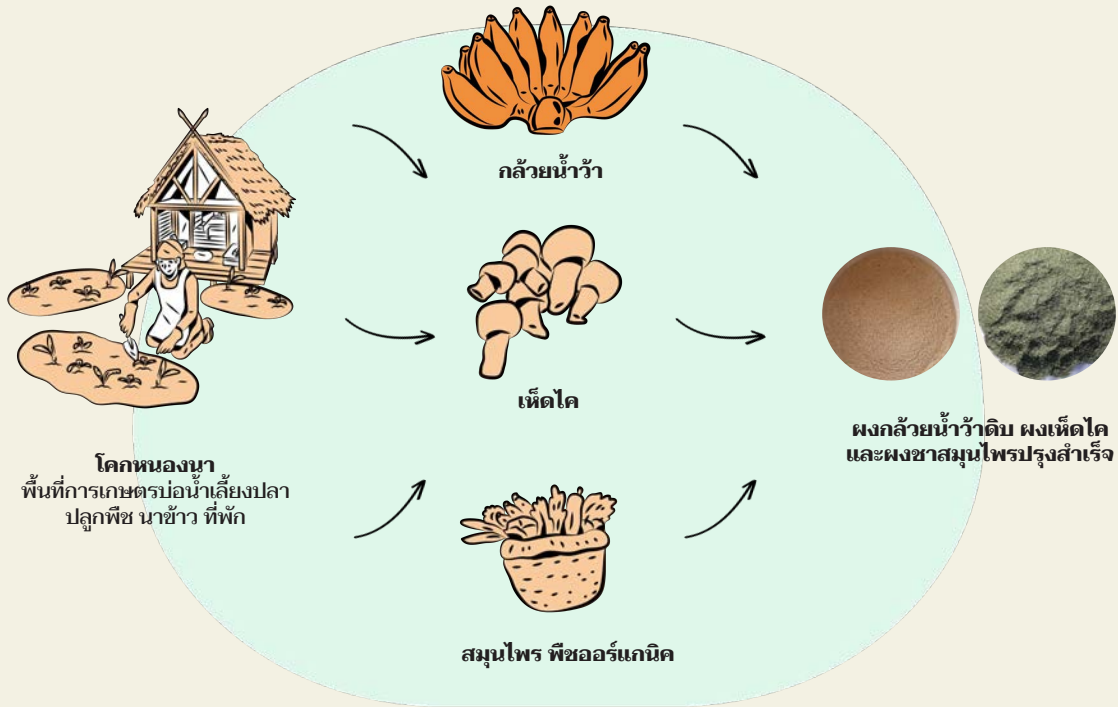 กล้วยน้ำว้า
เห็ดไค
ผงกล้วยน้ำว้าดิบ ผงเห็ดไค
และผงชาสมุนไพรปรุงสำเร็จ
โคกหนองนา
พื้นที่การเกษตรบ่อน้ำเลี้ยงปลา
ปลูกพืช นาข้าว ที่พัก
สมุนไพร พืชออร์แกนิค